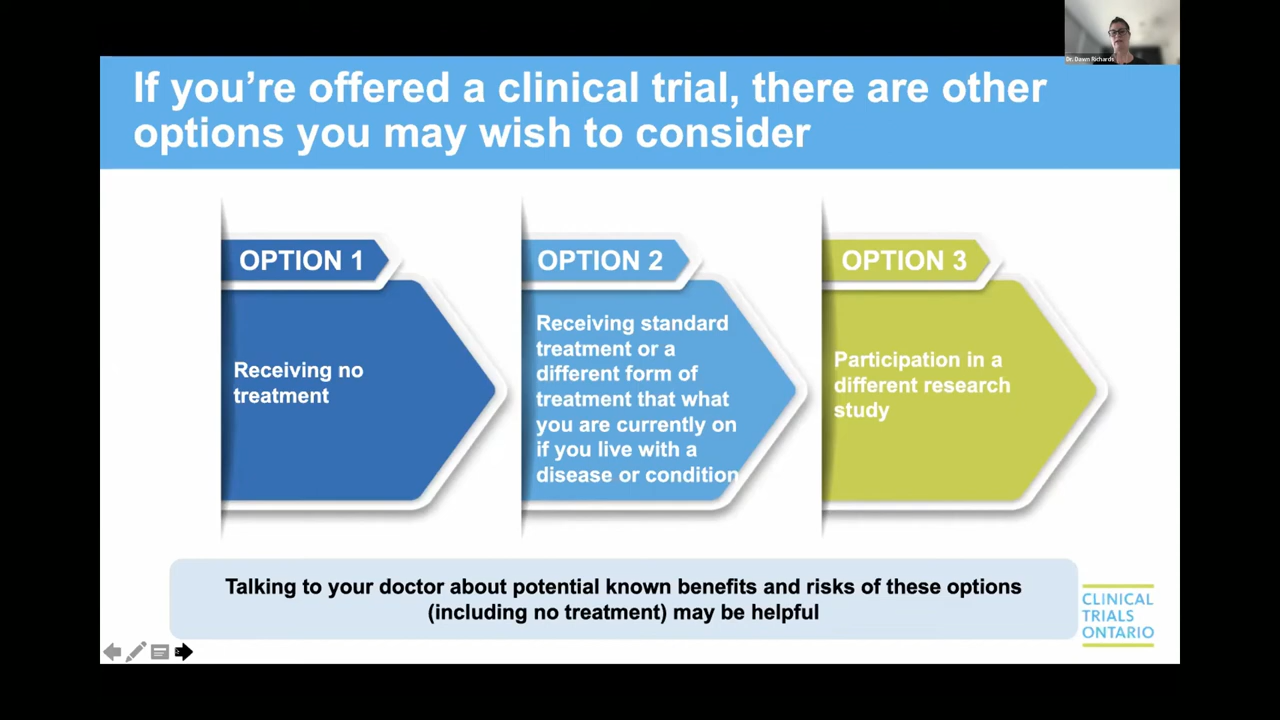 Dr. Dawn Richards
If you’re offered a clinical trial, there are other
options you may wish to consider
OPTION 1
Receiving no
treatment
OPTION 2
Receiving standard
treatment or a
different form of
treatment that what
you are currently on
if you live with a
disease or condition
OPTION 3
Participation in a
different research
study
Talking to your doctor about potential known benefits and risks of these options
(including no treatment) may be helpful
CLINICAL
TRIALS
ONTARIO